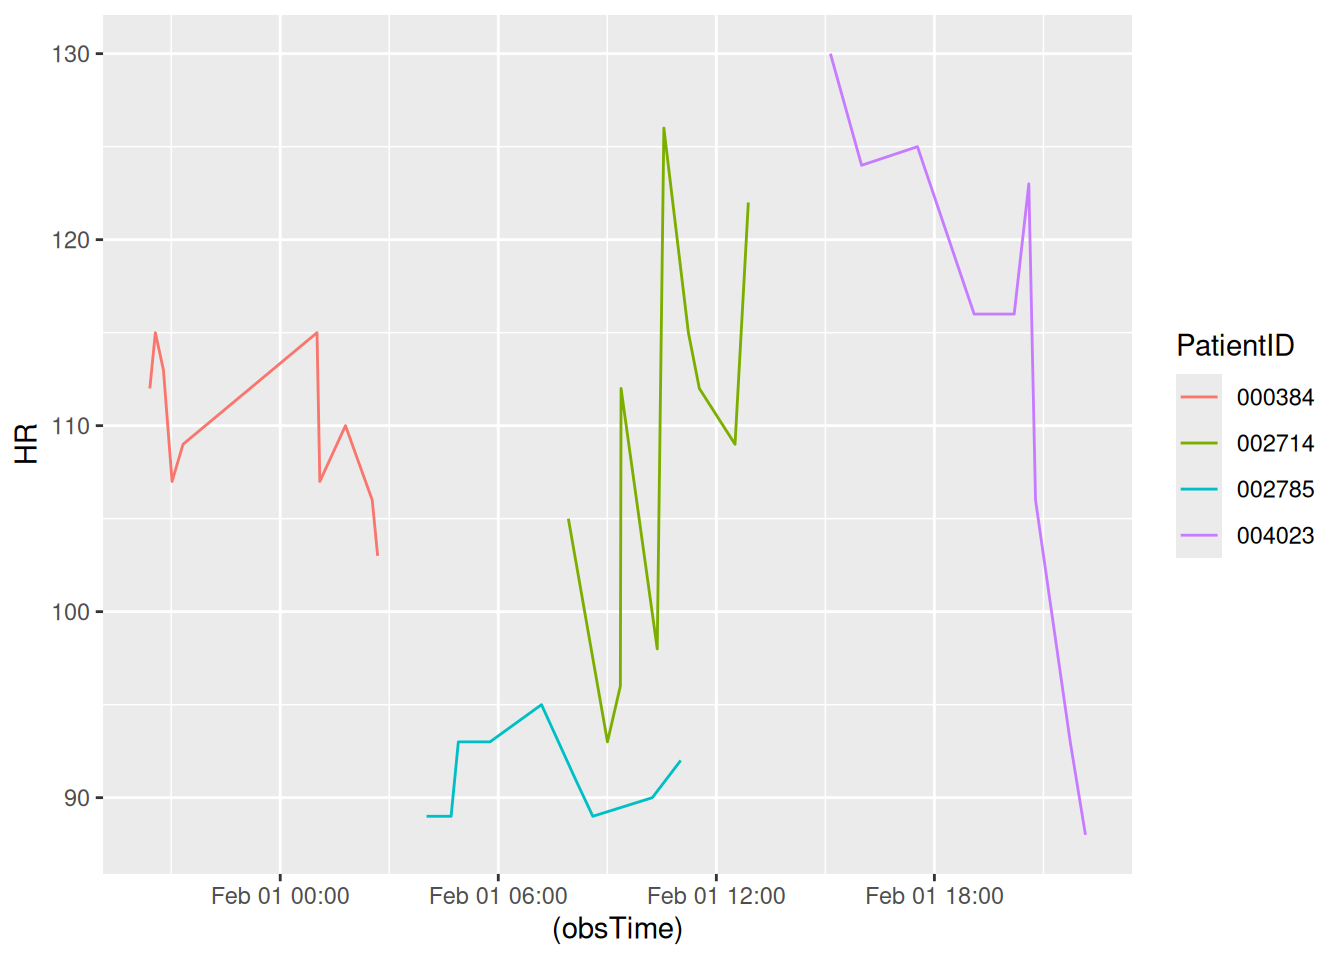 130
120
110
100
90
HR
Feb 01 00:00
Feb 01 06:00
Feb 01 12:00
Feb 01 18:00
(obsTime)
PatientID
000384
002714
002785
004023